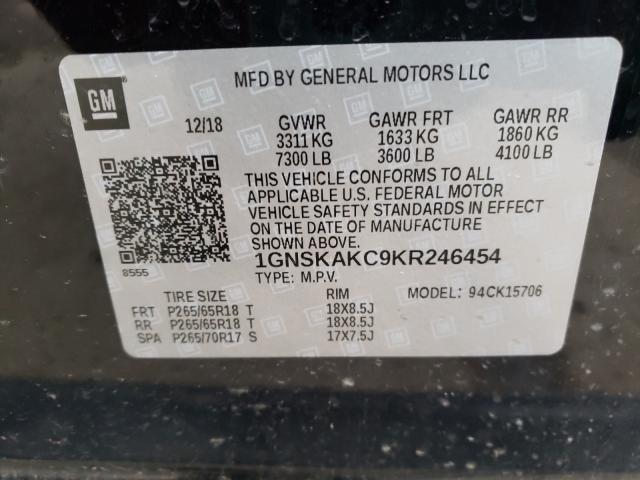 MFD BY GENERAL MOTORS LLC
GM
12/18 GVWR GAWR FRT GAWR RR
3311 KG 1633 KG 1860 KG
7300 LB 3600 LB 4100 LB
THIS VEHICLE CONFORMS TO ALL
APPLICABLE U.S. FEDERAL MOTOR
VEHICLE SAFETY STANDARDS IN EFFECT
ON THE DATE OF MANUFACTURE
SHOWN ABOVE.
8555
1GNSKAKC9KR246454
TYPE: M.P.V.
TIRE SIZE RIM MODEL: 94CK15706
FRT P265/65R18 T 18X8.5J
RR P265/65R18 T 18X8.5J
SPA P265/70R17 S 17X7.5J